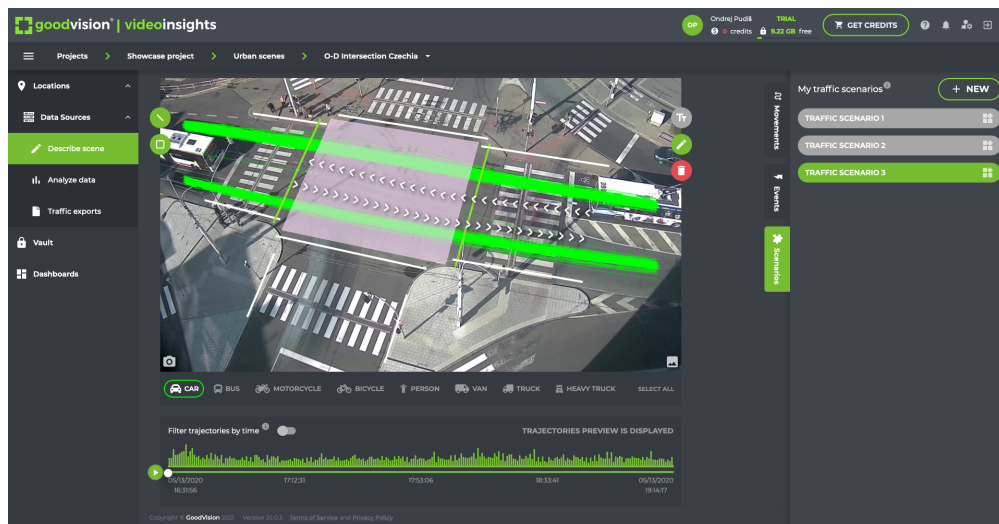 goodvision® | videoinsights
OP
Ondrej Pudiš
TRIAL
0 credits
9.22 GB free
GET CREDITS
Projects > Showcase project > Urban scenes > O-D Intersection Czechia
Locations
Data Sources
Describe scene
Analyze data
Traffic exports
Vault
Dashboards
Tт
Movements
Events
Scenarios
My traffic scenarios
+ NEW
TRAFFIC SCENARIO 1
TRAFFIC SCENARIO 2
TRAFFIC SCENARIO 3
CAR
BUS
MOTORCYCLE
BICYCLE
PERSON
VAN
TRUCK
HEAVY TRUCK
SELECT ALL
Filter trajectories by time
TRAJECTORIES PREVIEW IS DISPLAYED
05/13/2020 17:12:31 17:53:06 18:33:41 05/13/2020
16:31:56 19:14:17
Copyright © GoodVision 2021 Version 25.0.2 Terms of Service and Privacy Policy